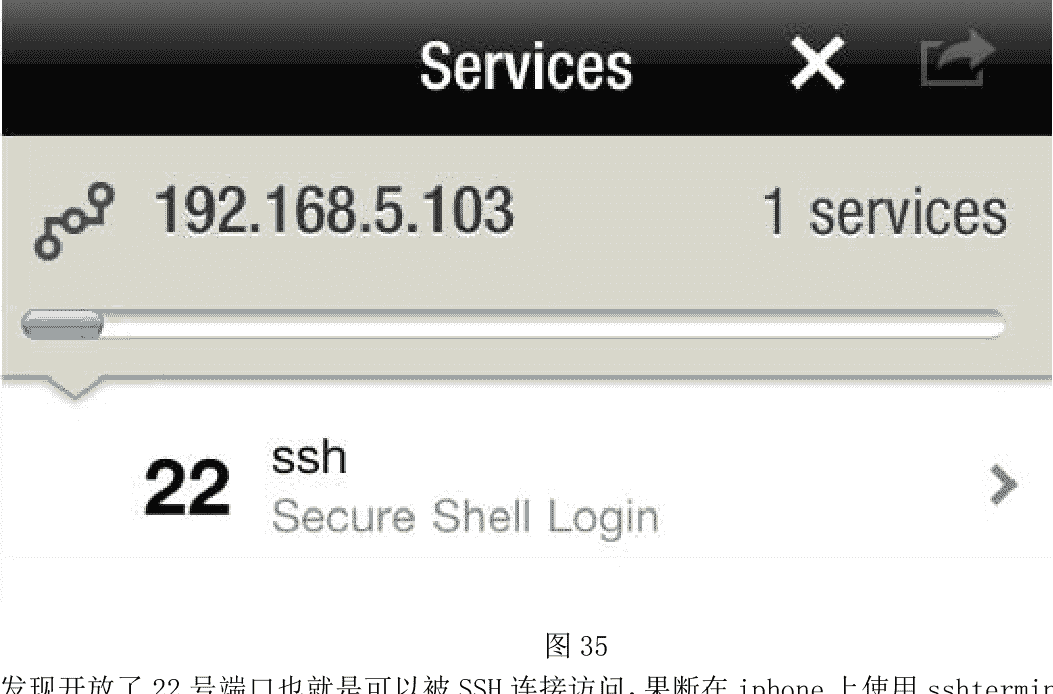 Services
192.168.5.103
1 services
22
ssh
Secure Shell Login
图 35
发现开放了 22 号端口也就是可以被 SSH 连接访问，果断在 iphone 上使用